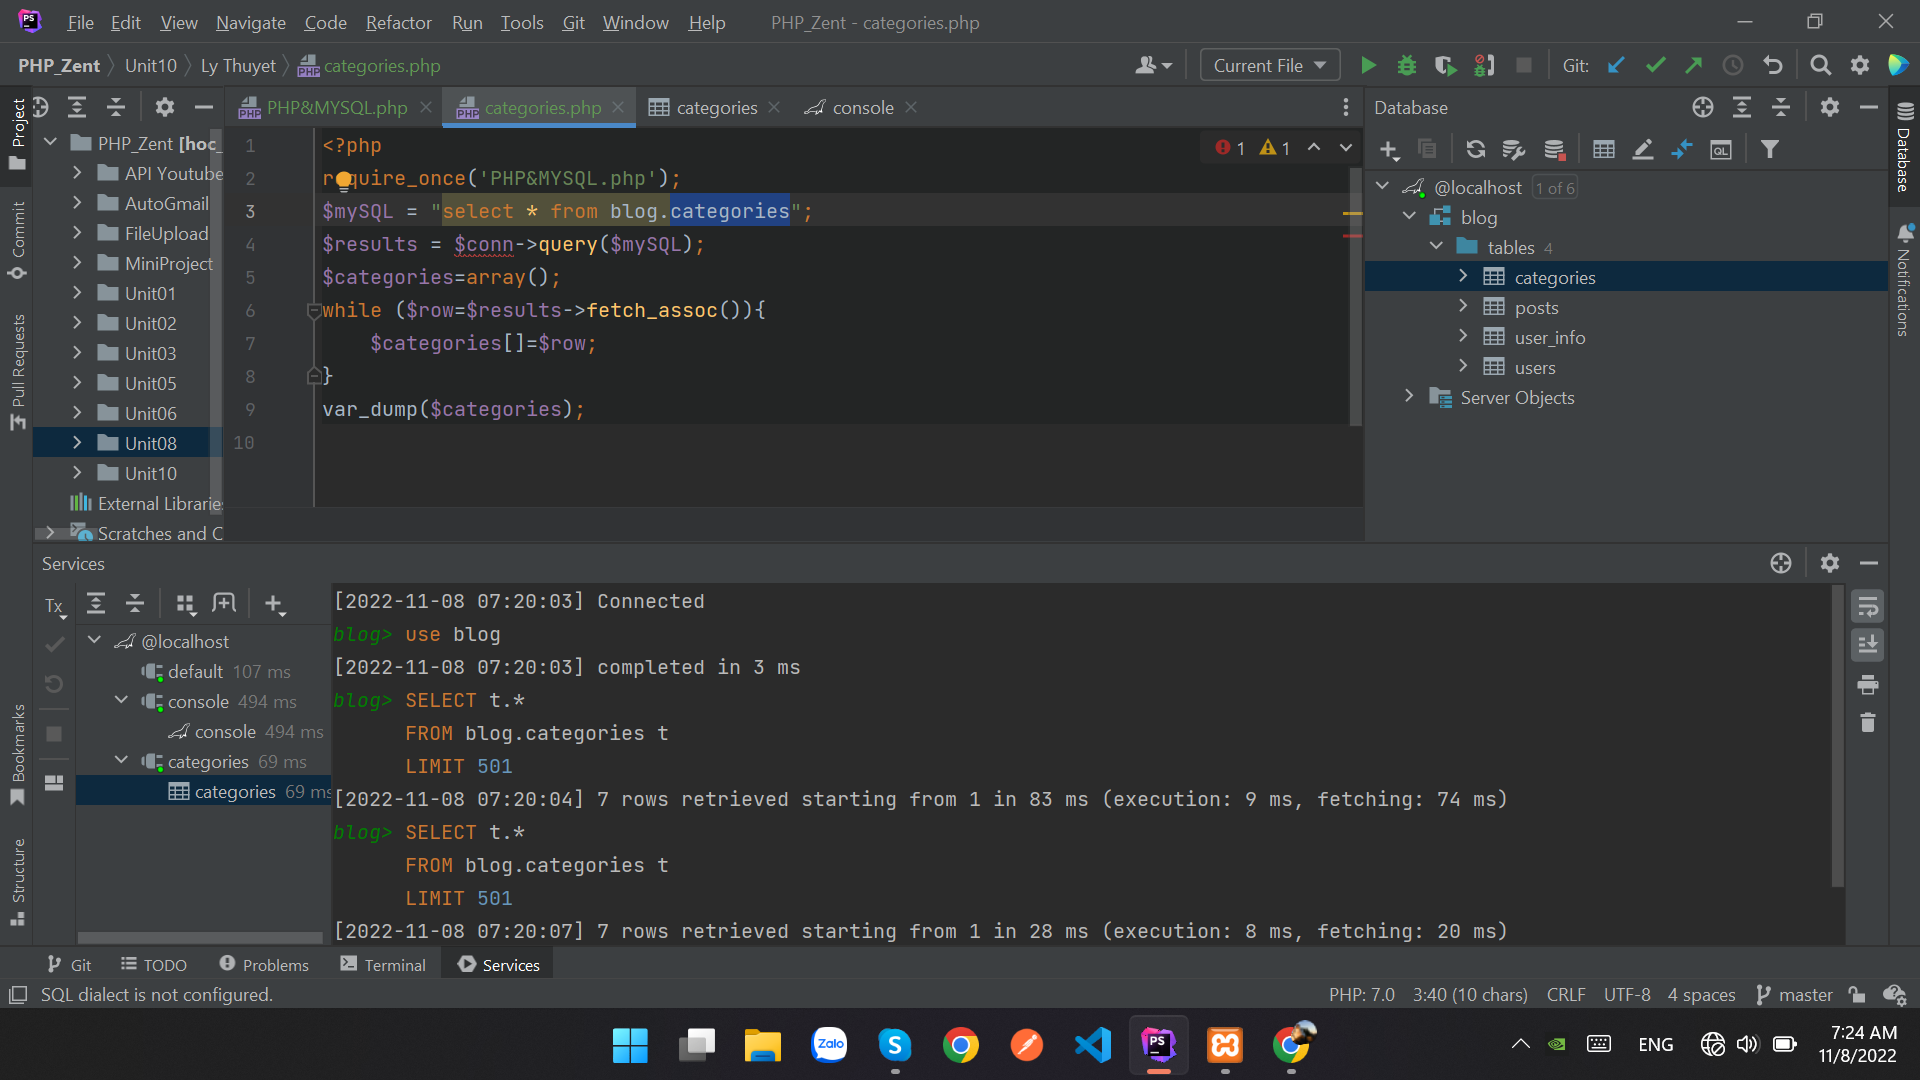 PS File Edit View Navigate Code Refactor Run Tools Git Window Help PHP_Zent - categories.php
PHP_Zent Unit10 Ly Thuyet categories.php Current File Git:
Project
Commit
Pull Requests
Bookmarks
Structure
PHP_Zent [hoc_
API Youtube
AutoGmail
FileUpload
MiniProject
Unit01
Unit02
Unit03
Unit05
Unit06
Unit08
Unit10
External Librarie
Scratches and C
PHP&MYSQL.php categories.php categories console
1 <?php
2 require_once('PHP&MYSQL.php');
3 $mySQL = "select * from blog.categories";
4 $results = $conn->query($mySQL);
5 $categories=array();
6 while ($row=$results->fetch_assoc()){
7 $categories[]=$row;
8 }
9 var_dump($categories);
10
1 1
Database
QL
@localhost 1 of 6
blog
tables 4
categories
posts
user_info
users
Server Objects
Database
Notifications
Services
Tx
@localhost
default 107 ms
console 494 ms
console 494 ms
categories 69 ms
categories 69 ms
[2022-11-08 07:20:03] Connected
blog> use blog
[2022-11-08 07:20:03] completed in 3 ms
blog> SELECT t.*
FROM blog.categories t
LIMIT 501
[2022-11-08 07:20:04] 7 rows retrieved starting from 1 in 83 ms (execution: 9 ms, fetching: 74 ms)
blog> SELECT t.*
FROM blog.categories t
LIMIT 501
[2022-11-08 07:20:07] 7 rows retrieved starting from 1 in 28 ms (execution: 8 ms, fetching: 20 ms)
Git TODO Problems Terminal Services
SQL dialect is not configured. PHP: 7.0 3:40 (10 chars) CRLF UTF-8 4 spaces master
Zalo S PS ENG 7:24 AM
11/8/2022